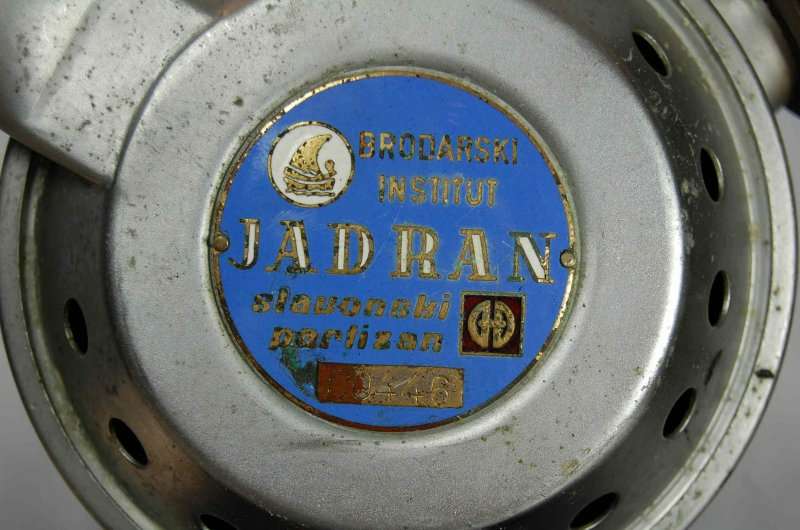 BRODARSKI
INSTITUT
JADRAN
slavonski
partizan